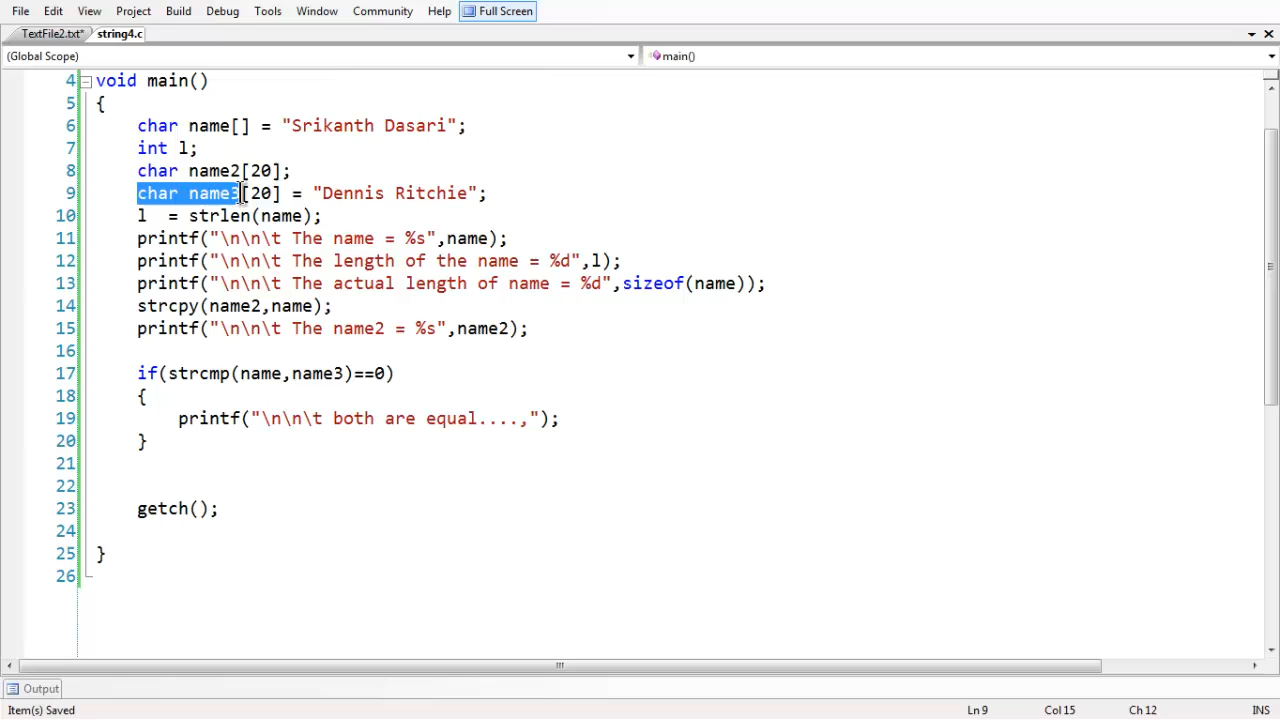 File Edit View Project Build Debug Tools Window Community Help Full Screen
TextFile2.txt* string4.c
(Global Scope) main()
4 void main()
5 {
6 char name[] = "Srikanth Dasari";
7 int l;
8 char name2[20];
9 char name3[20] = "Dennis Ritchie";
10 l  = strlen(name);
11 printf("\n\n\t The name = %s",name);
12 printf("\n\n\t The length of the name = %d",l);
13 printf("\n\n\t The actual length of name = %d",sizeof(name));
14 strcpy(name2,name);
15 printf("\n\n\t The name2 = %s",name2);
16
17 if(strcmp(name,name3)==0)
18 {
19 printf("\n\n\t both are equal....,");
20 }
21
22
23 getch();
24
25 }
26
Output
Item(s) Saved Ln 9 Col 15 Ch 12 INS